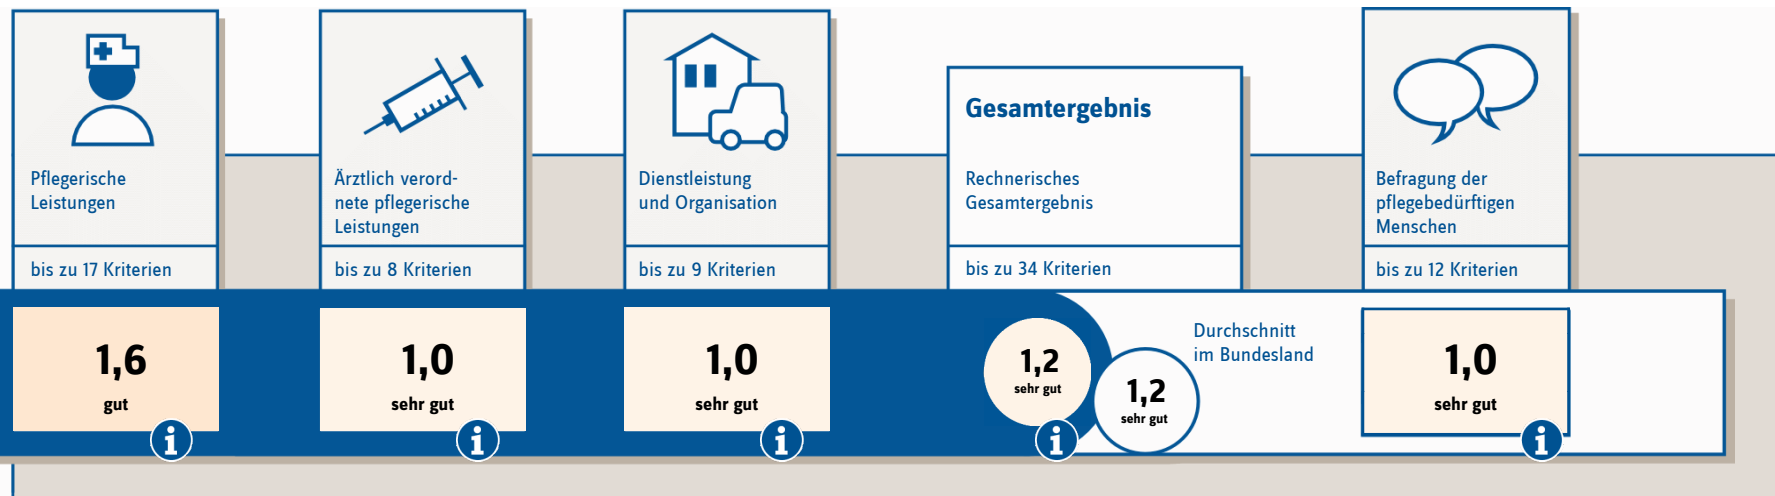 Pflegerische
Leistungen
bis zu 17 Kriterien
1,6
gut
Ärztlich verord-
nete pflegerische
Leistungen
bis zu 8 Kriterien
1,0
sehr gut
Dienstleistung
und Organisation
bis zu 9 Kriterien
1,0
sehr gut
Gesamtergebnis
Rechnerisches
Gesamtergebnis
bis zu 34 Kriterien
1,2
sehr gut
1,2
sehr gut
Durchschnitt
im Bundesland
Befragung der
pflegebedürftigen
Menschen
bis zu 12 Kriterien
1,0
sehr gut